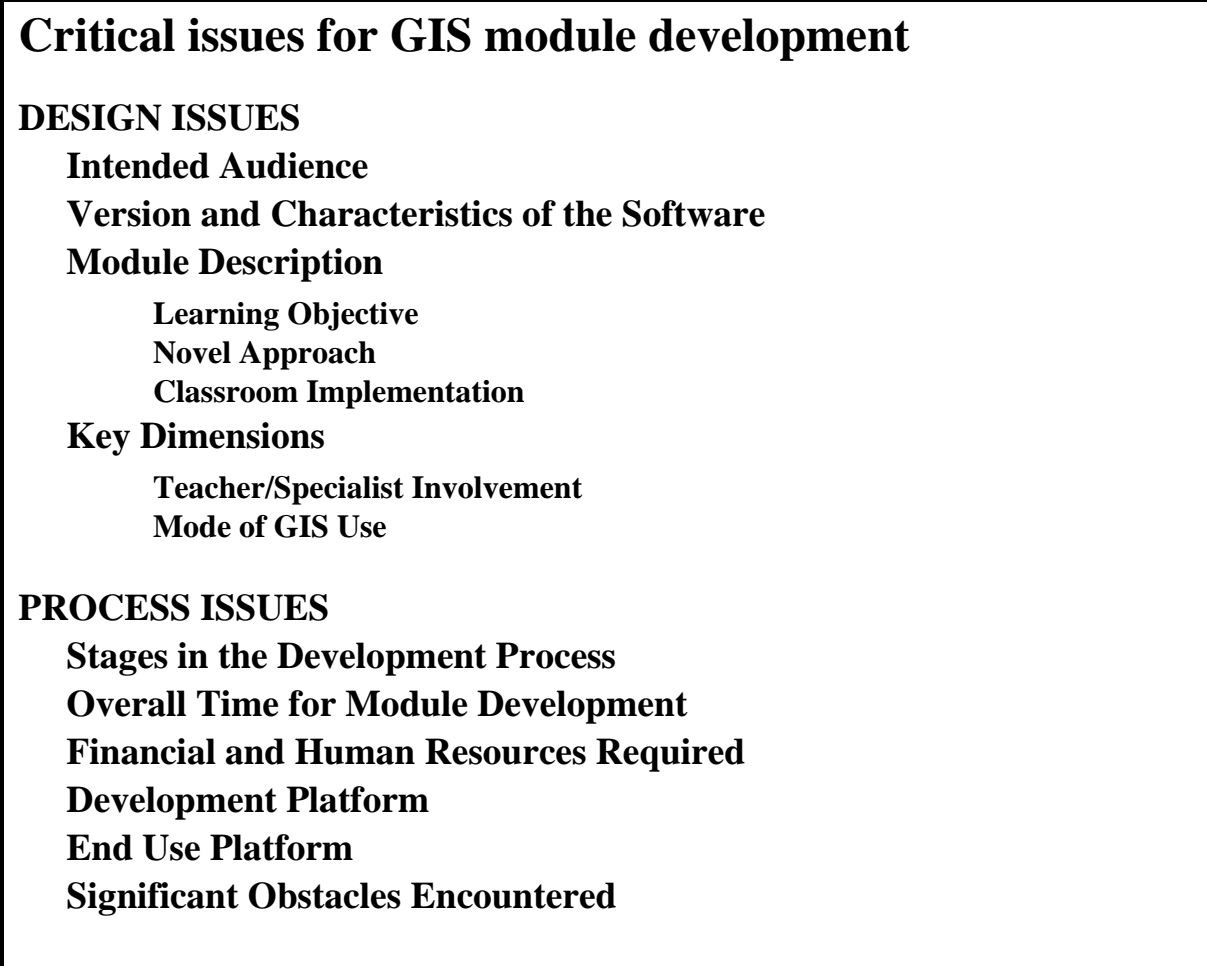 Critical issues for GIS module development
DESIGN ISSUES
Intended Audience
Version and Characteristics of the Software
Module Description
Learning Objective
Novel Approach
Classroom Implementation
Key Dimensions
Teacher/Specialist Involvement
Mode of GIS Use
PROCESS ISSUES
Stages in the Development Process
Overall Time for Module Development
Financial and Human Resources Required
Development Platform
End Use Platform
Significant Obstacles Encountered